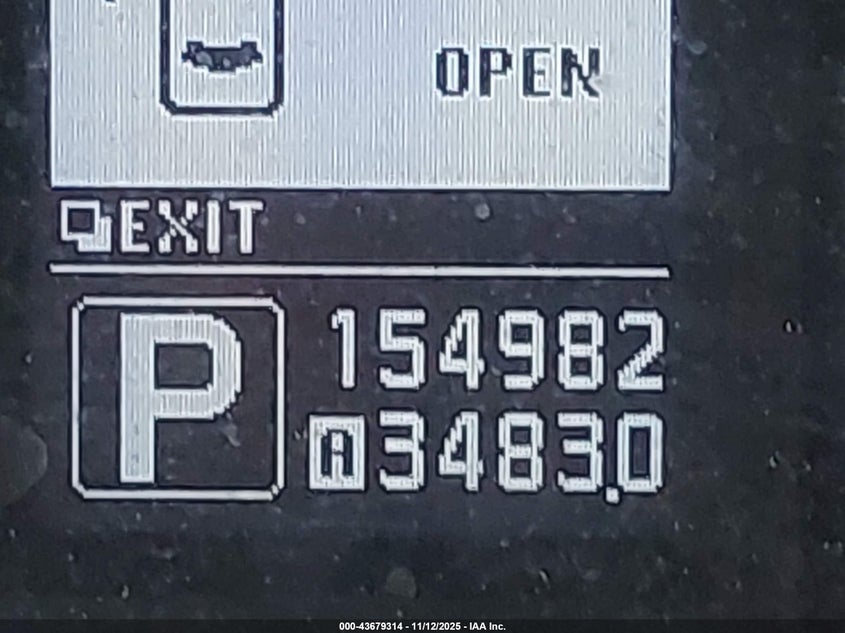 OPEN
EXIT
P
154982
A 3483.0
000-43679314 - 11/12/2025 - IAA Inc.